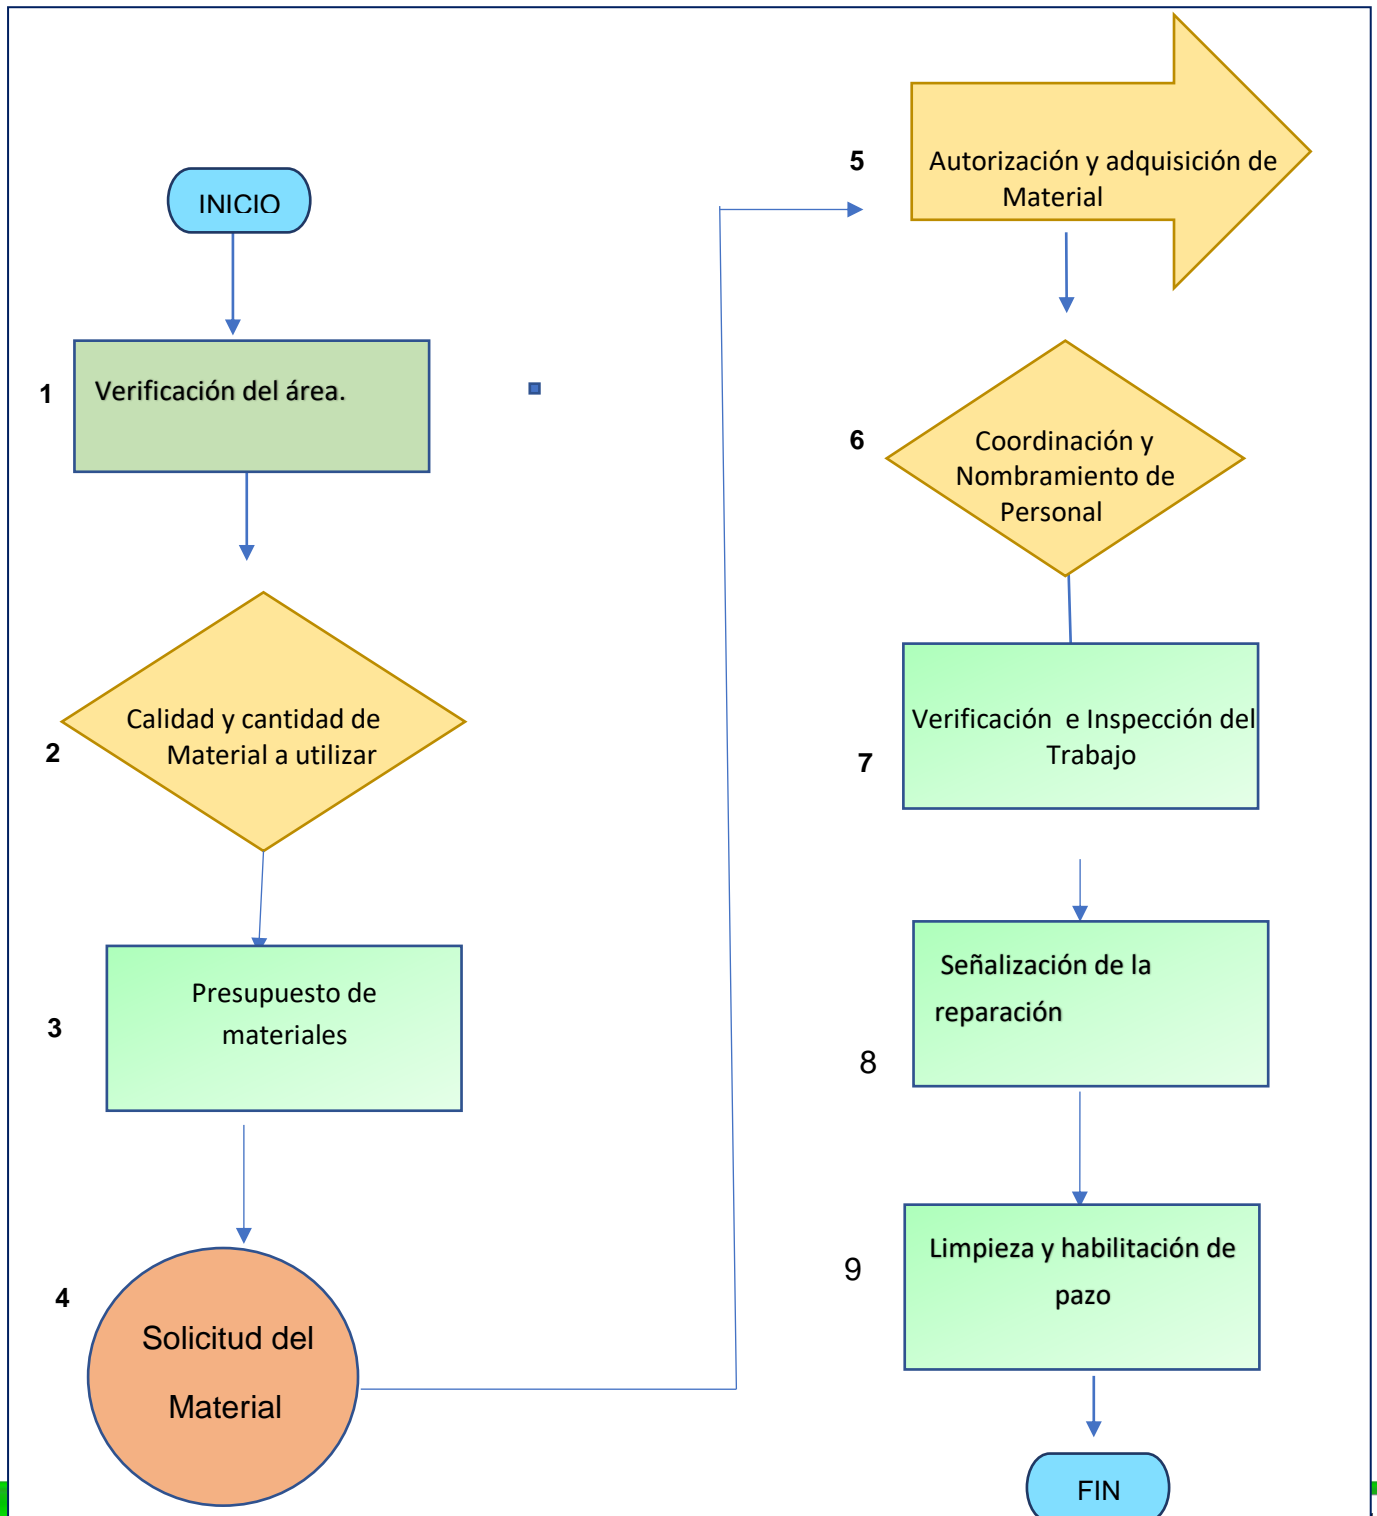 INICIO
1
Verificación del área.
2
Calidad y cantidad de
Material a utilizar
3
Presupuesto de
materiales
4
Solicitud del
Material
5
Autorización y adquisición de
Material
6
Coordinación y
Nombramiento de
Personal
7
Verificación e Inspección del
Trabajo
8
Señalización de la
reparación
9
Limpieza y habilitación de
pazo
FIN